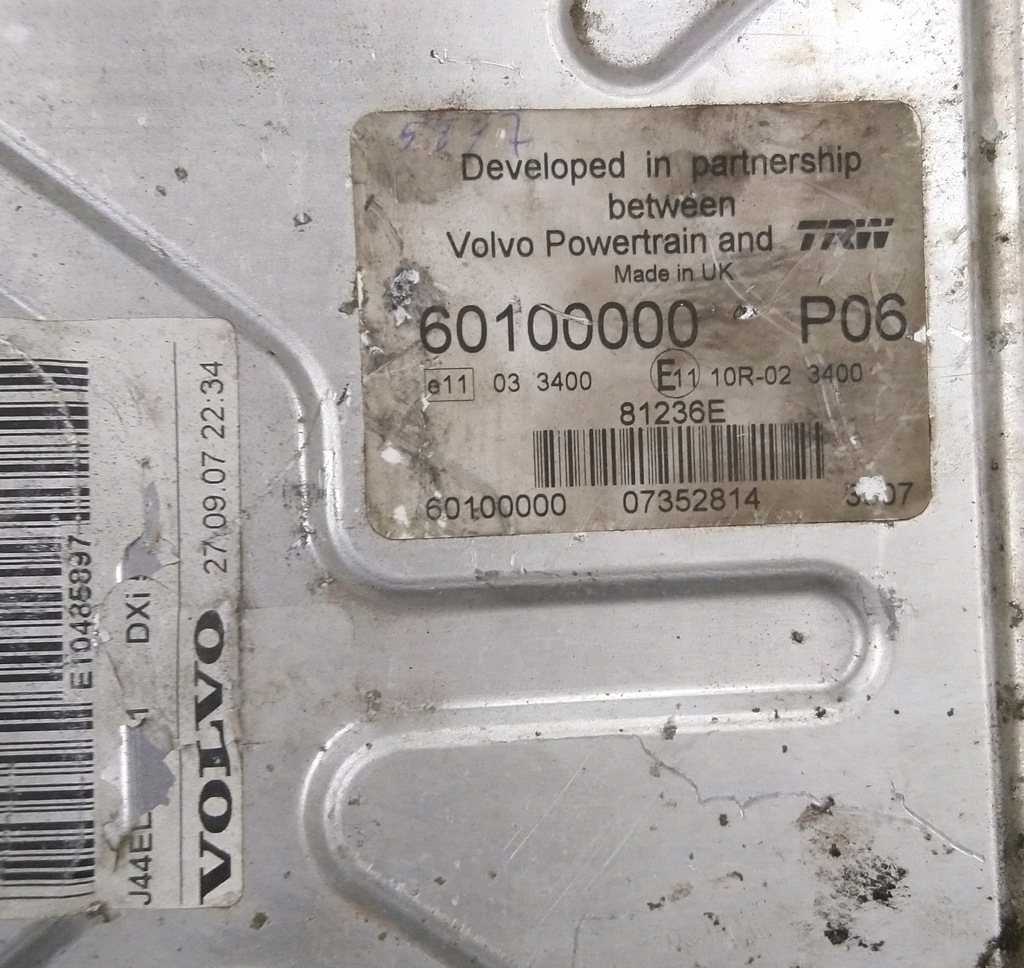 Developed in partnership
between
Volvo Powertrain and TRW
Made in UK
60100000 P06
e11 03 3400 E11 10R-02 3400
81236E
60100000 07352814
27.09.07 22:34
VOLVO
DXi
E10485897